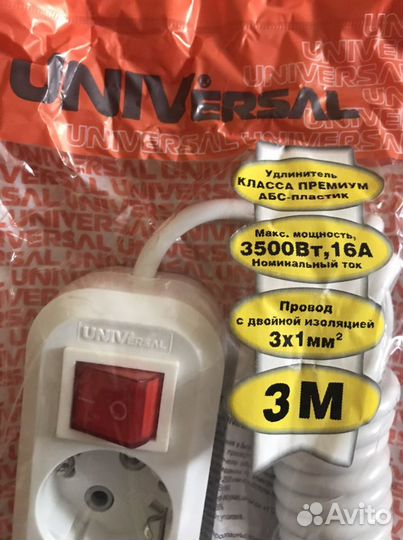 UNIVERSAL
Удлинитель
КЛАССА ПРЕМИУМ
АБС-пластик
Макс. мощность,
3500Вт,16А
Номинальный ток
Провод
с двойной изоляцией
3х1мм²
3М
UNIVERSAL
Avito